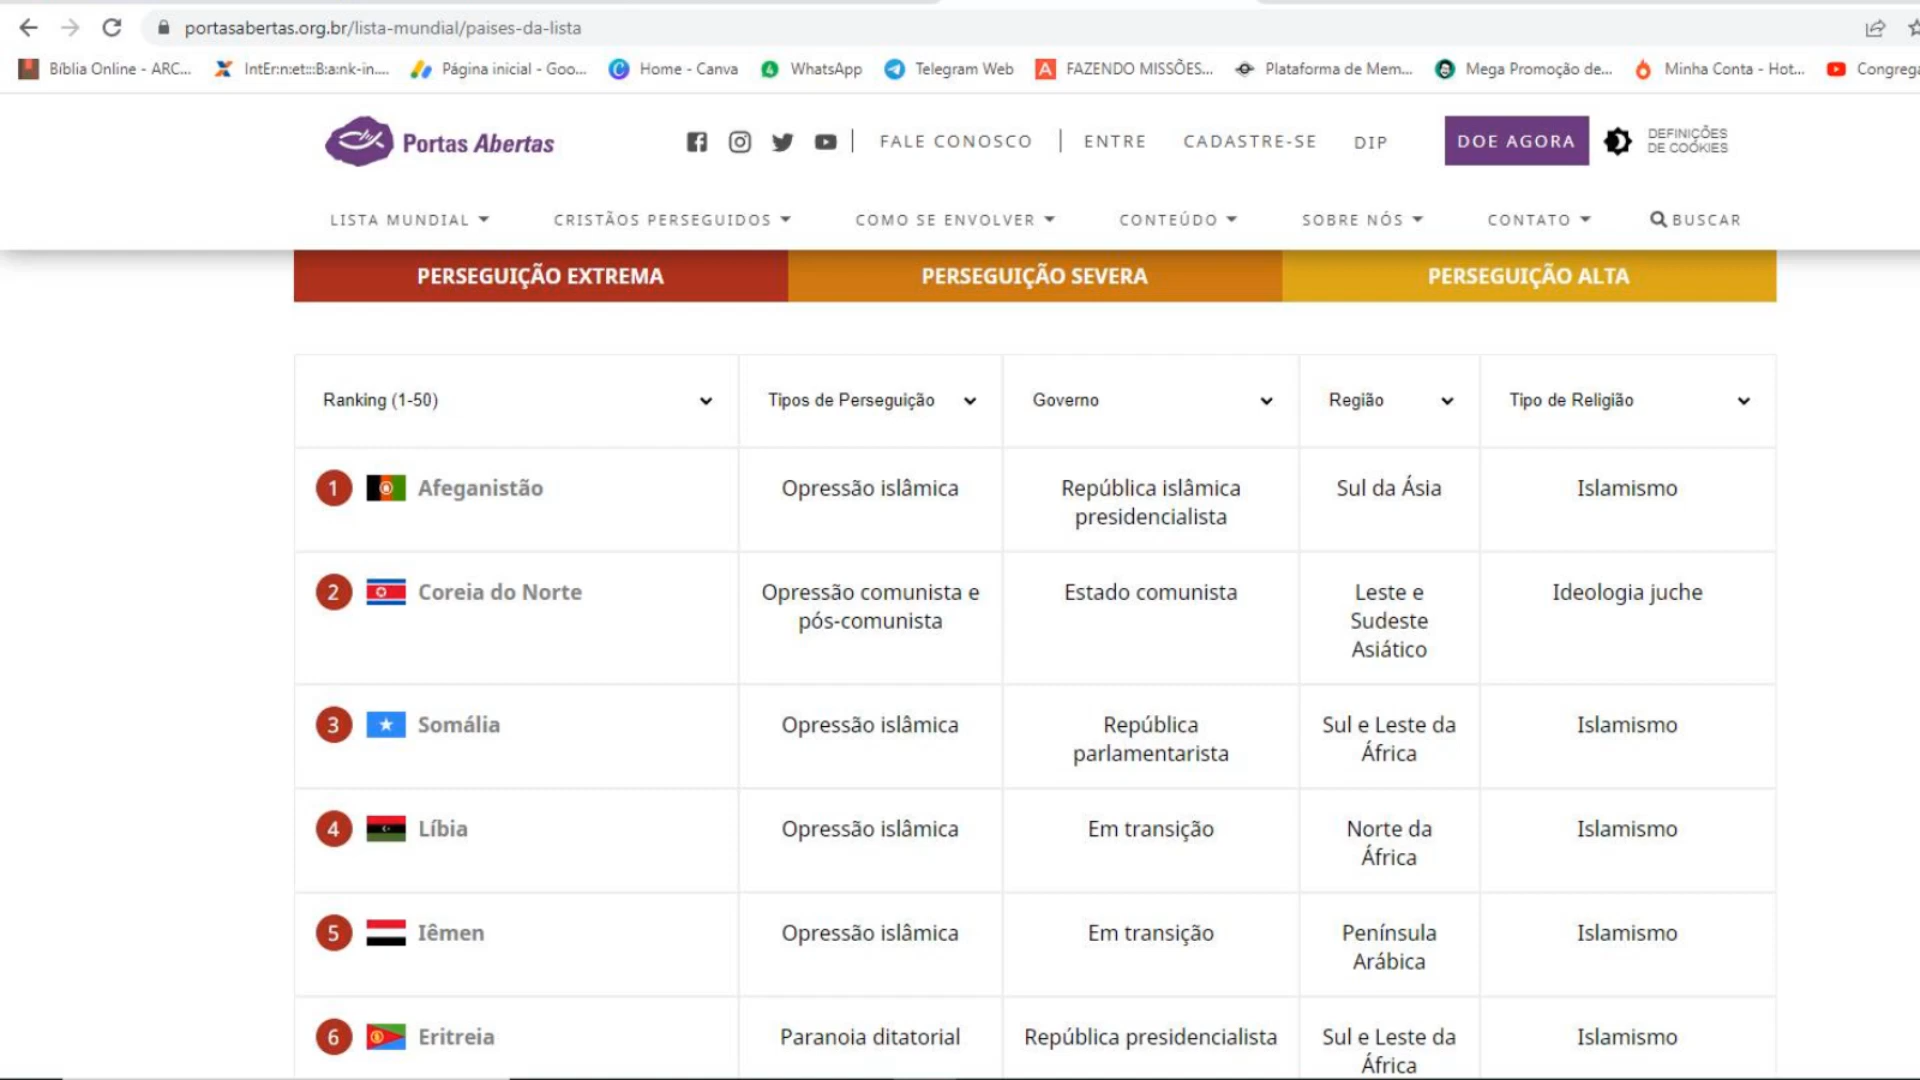 portasabertas.org.br/lista-mundial/paises-da-lista
Bíblia Online - ARC...
IntEr:n:et:::B:a:nk-in....
Página inicial - Goo...
Home - Canva
WhatsApp
Telegram Web
FAZENDO MISSÕES...
Plataforma de Mem...
Mega Promoção de...
Minha Conta - Hot...
Congrega
Portas Abertas
FALE CONOSCO
ENTRE
CADASTRE-SE
DIP
DOE AGORA
DEFINIÇÕES
DE COOKIES
LISTA MUNDIAL
CRISTÃOS PERSEGUIDOS
COMO SE ENVOLVER
CONTEÚDO
SOBRE NÓS
CONTATO
BUSCAR
PERSEGUIÇÃO EXTREMA
PERSEGUIÇÃO SEVERA
PERSEGUIÇÃO ALTA
Ranking (1-50)
Tipos de Perseguição
Governo
Região
Tipo de Religião
1
Afeganistão
Opressão islâmica
República islâmica
presidencialista
Sul da Ásia
Islamismo
2
Coreia do Norte
Opressão comunista e
pós-comunista
Estado comunista
Leste e
Sudeste
Asiático
Ideologia juche
3
Somália
Opressão islâmica
República
parlamentarista
Sul e Leste da
África
Islamismo
4
Líbia
Opressão islâmica
Em transição
Norte da
África
Islamismo
5
Iêmen
Opressão islâmica
Em transição
Península
Arábica
Islamismo
6
Eritreia
Paranoia ditatorial
República presidencialista
Sul e Leste da
África
Islamismo